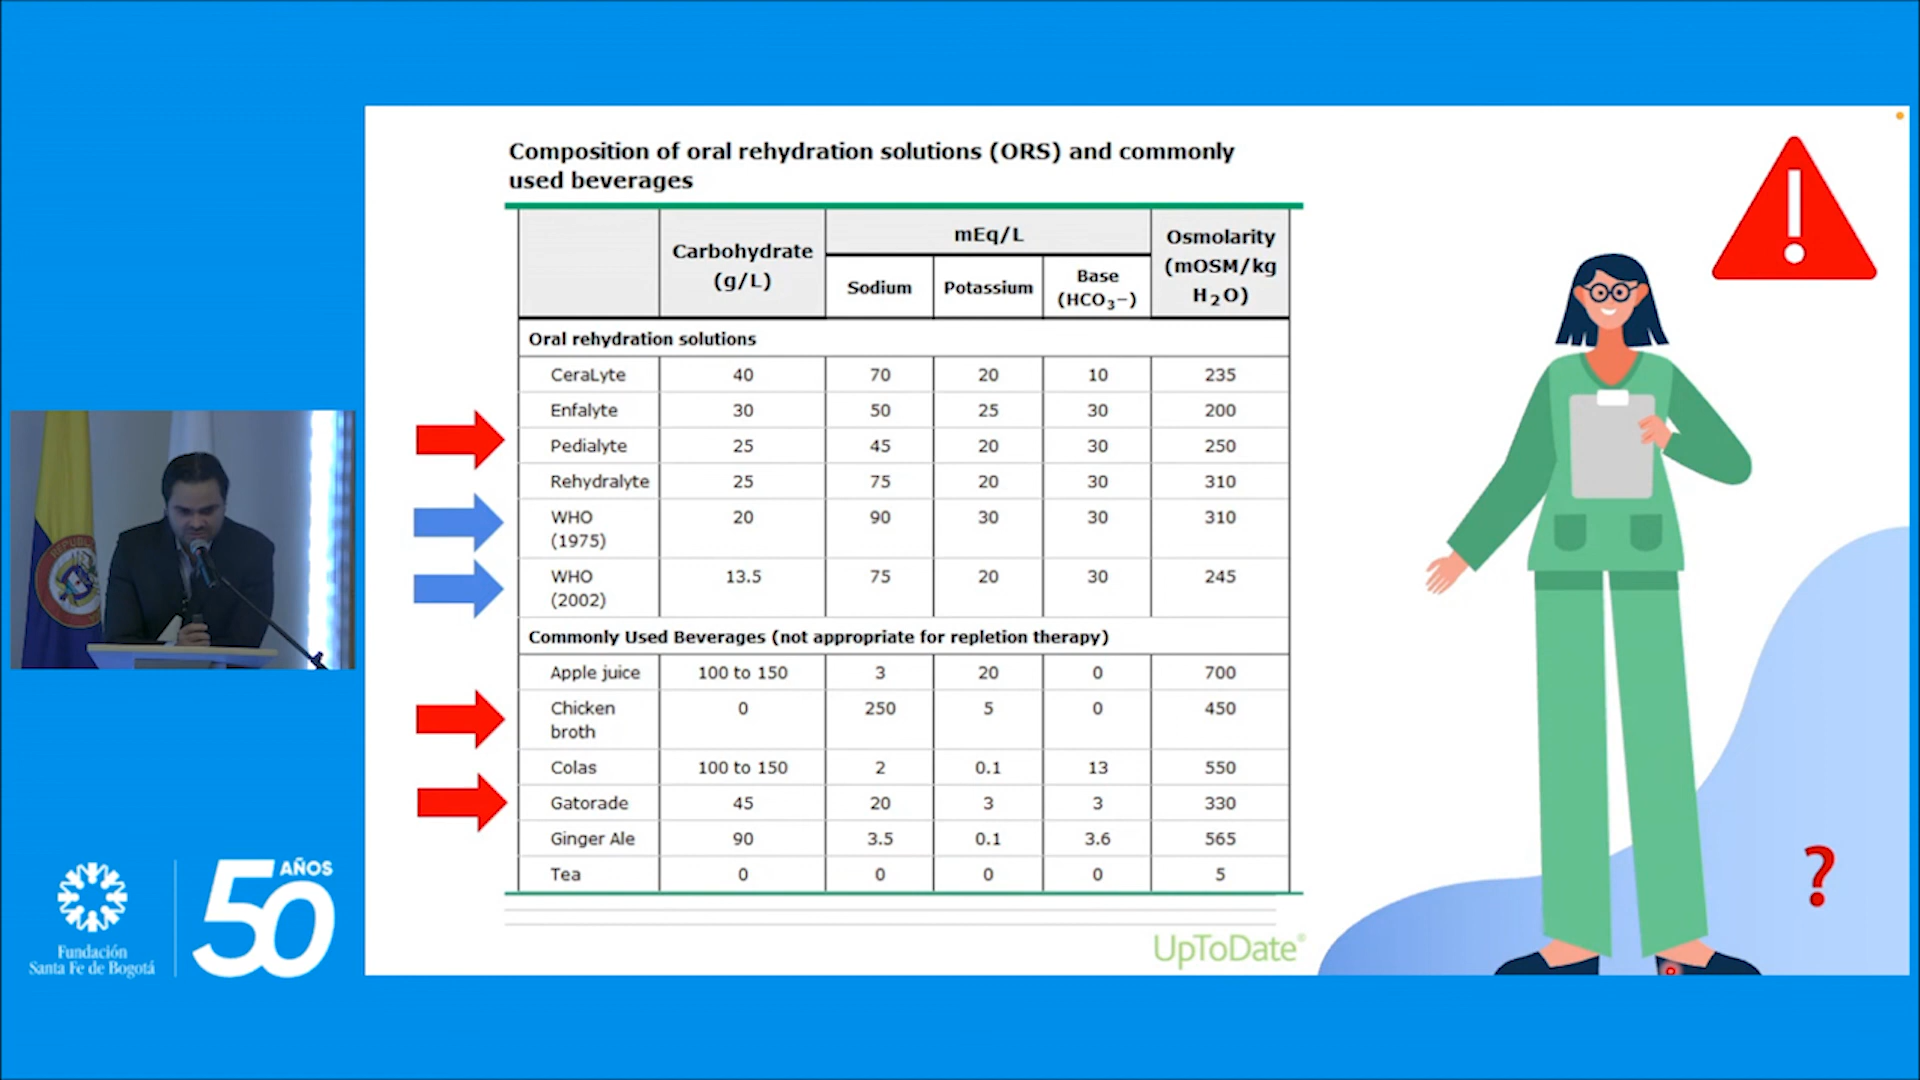 Composition of oral rehydration solutions (ORS) and commonly
used beverages
Carbohydrate (g/L) mEq/L Osmolarity (mOSM/kg H2O)
Sodium Potassium Base (HCO3−)
Oral rehydration solutions
CeraLyte 40 70 20 10 235
Enfalyte 30 50 25 30 200
Pedialyte 25 45 20 30 250
Rehydralyte 25 75 20 30 310
WHO (1975) 20 90 30 30 310
WHO (2002) 13.5 75 20 30 245
Commonly Used Beverages (not appropriate for repletion therapy)
Apple juice 100 to 150 3 20 0 700
Chicken broth 0 250 5 0 450
Colas 100 to 150 2 0.1 13 550
Gatorade 45 20 3 3 330
Ginger Ale 90 3.5 0.1 3.6 565
Tea 0 0 0 0 5
UpToDate®
!
?
Fundación
Santa Fe de Bogotá
50 AÑOS